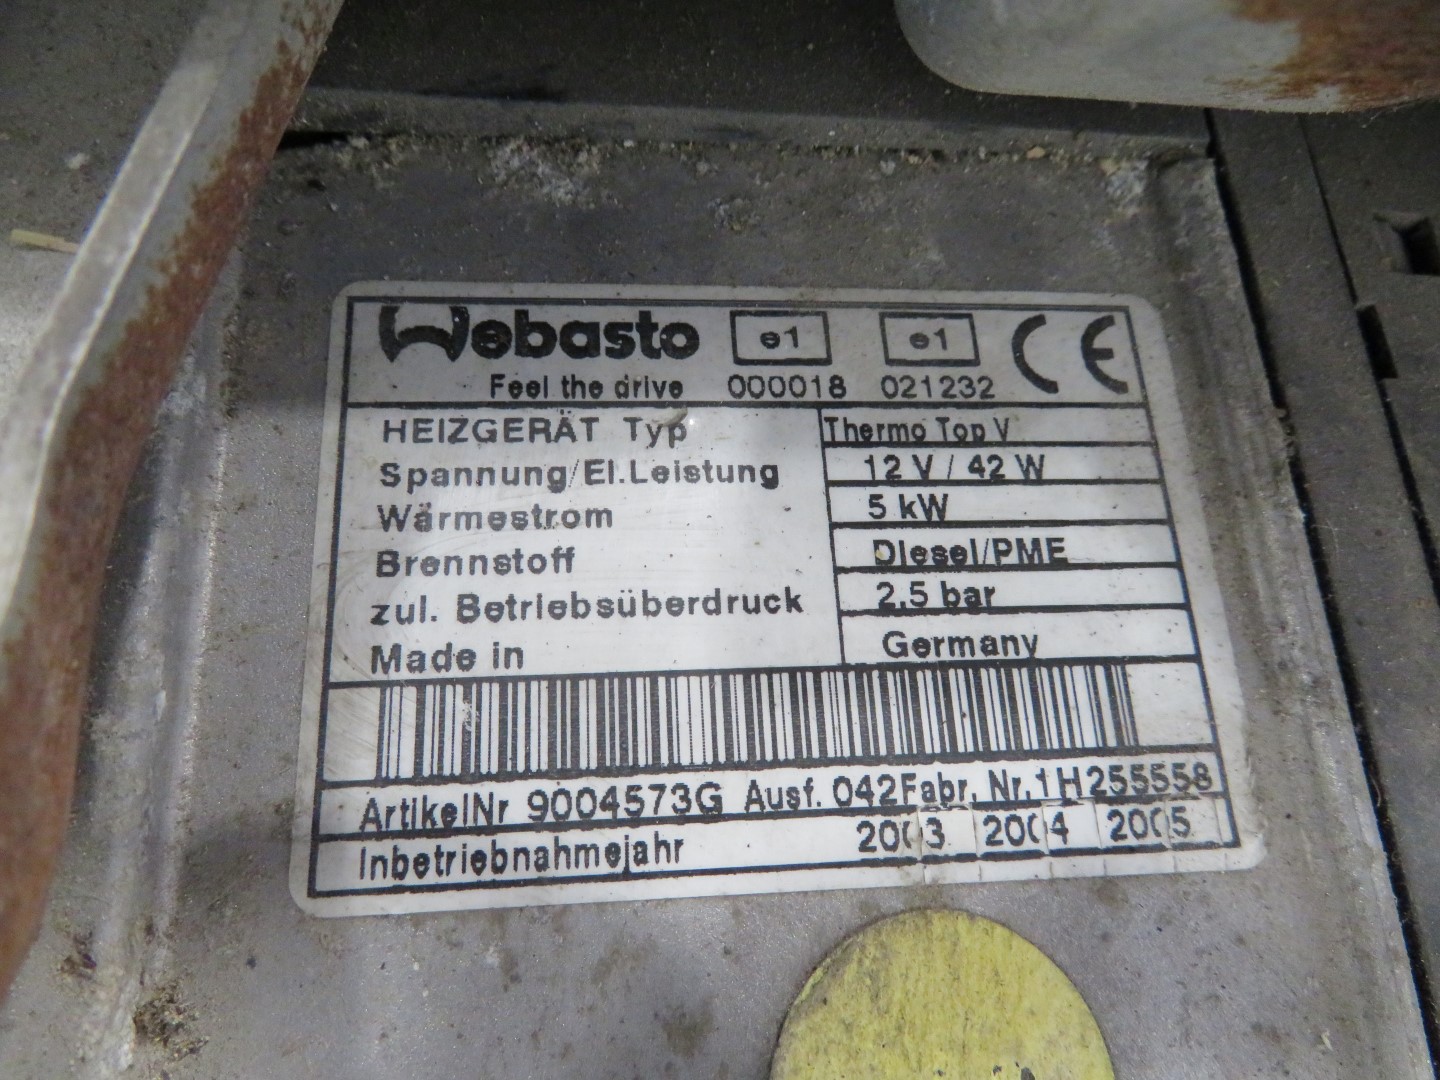 Webasto e1 e1 CE
Feel the drive 000018 021232
HEIZGERÄT Typ Thermo Top V
Spannung/El.Leistung 12 V / 42 W
Wärmestrom 5 kW
Brennstoff Diesel/PME
zul. Betriebsüberdruck 2,5 bar
Made in Germany
ArtikelNr 9004573G Ausf. 042 Fabr. Nr. 1H255558
Inbetriebnahmejahr 2003 2004 2005